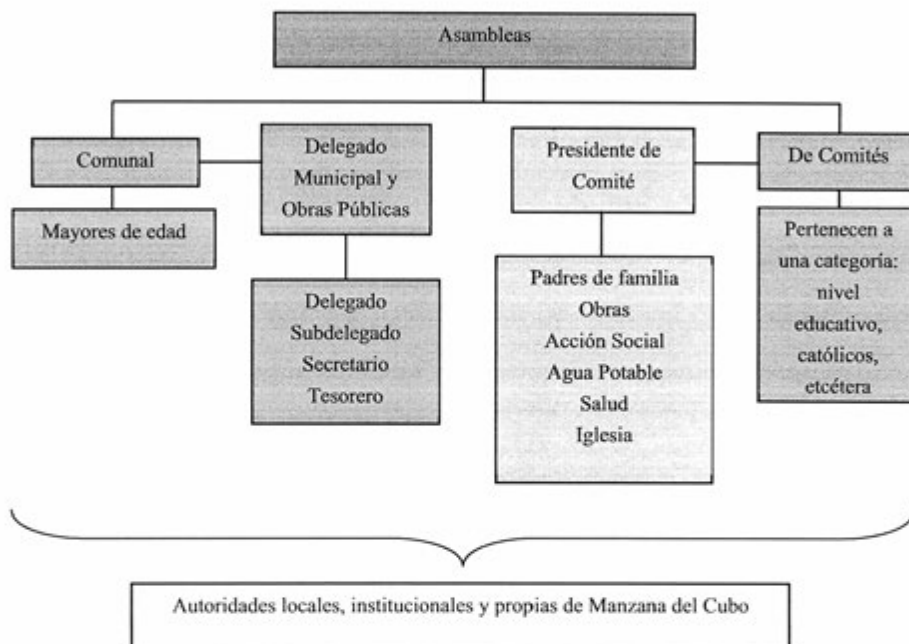 Asambleas
Comunal
Mayores de edad
Delegado
Municipal y
Obras Públicas
Delegado
Subdelegado
Secretario
Tesorero
Presidente de
Comité
Padres de familia
Obras
Acción Social
Agua Potable
Salud
Iglesia
De Comités
Pertenecen a
una categoría:
nivel
educativo,
católicos,
etcétera
Autoridades locales, institucionales y propias de Manzana del Cubo